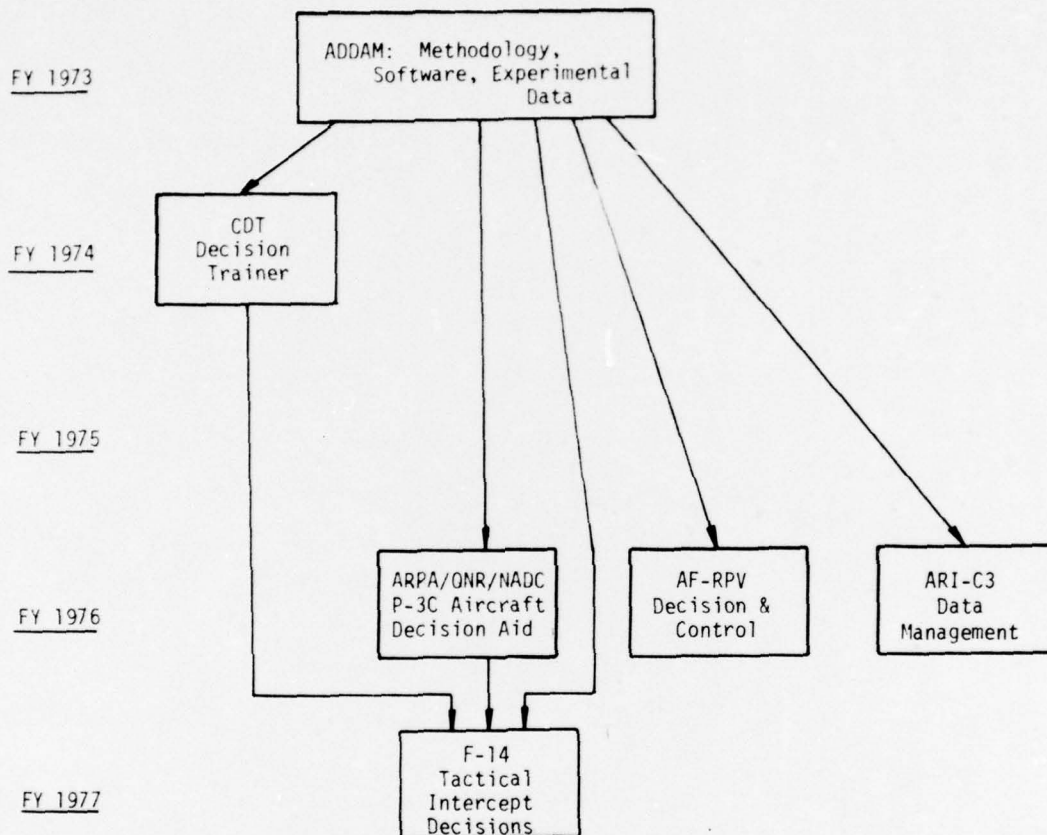 FY 1973
ADDAM: Methodology,
Software, Experimental
Data
FY 1974
CDT
Decision
Trainer
FY 1975
FY 1976
ARPA/ONR/NADC
P-3C Aircraft
Decision Aid
AF-RPV
Decision &
Control
ARI-C3
Data
Management
FY 1977
F-14
Tactical
Intercept
Decisions